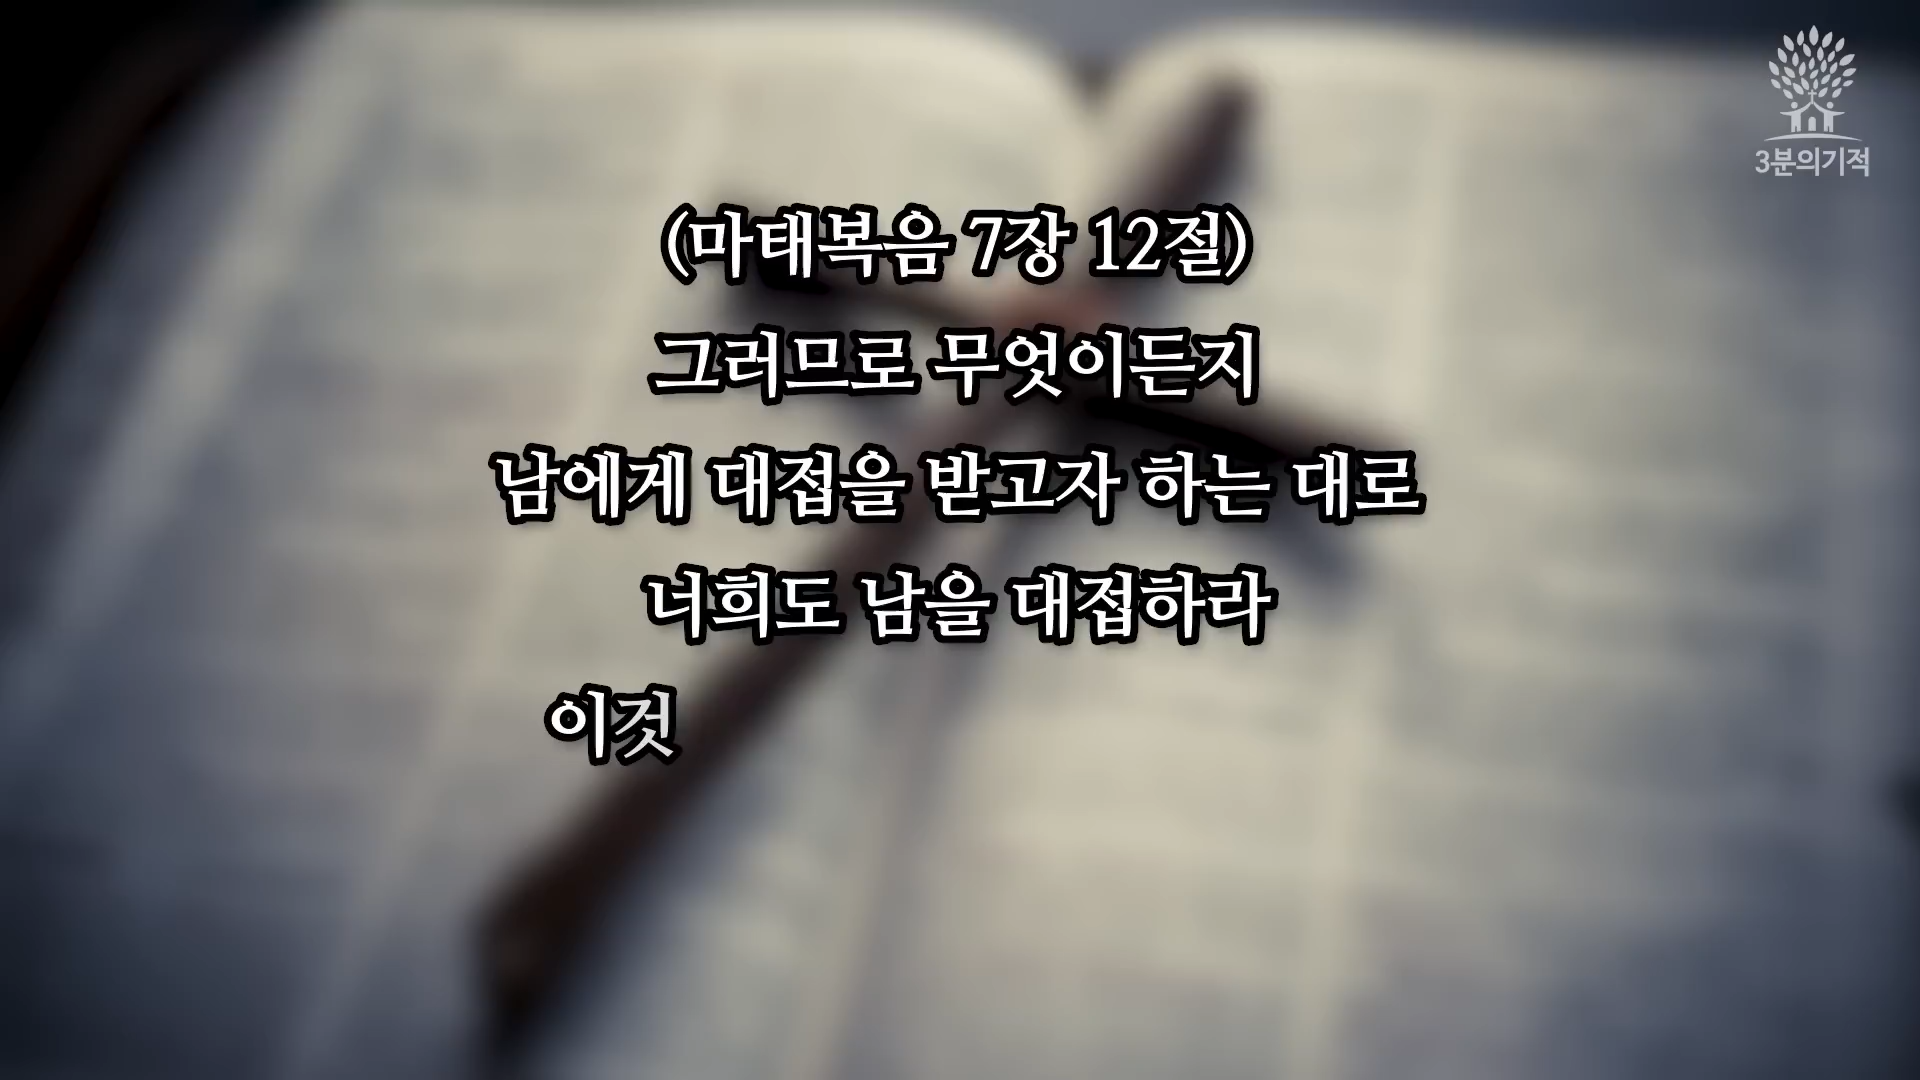 3분의기적
(마태복음 7장 12절)
그러므로 무엇이든지
남에게 대접을 받고자 하는 대로
너희도 남을 대접하라
이것